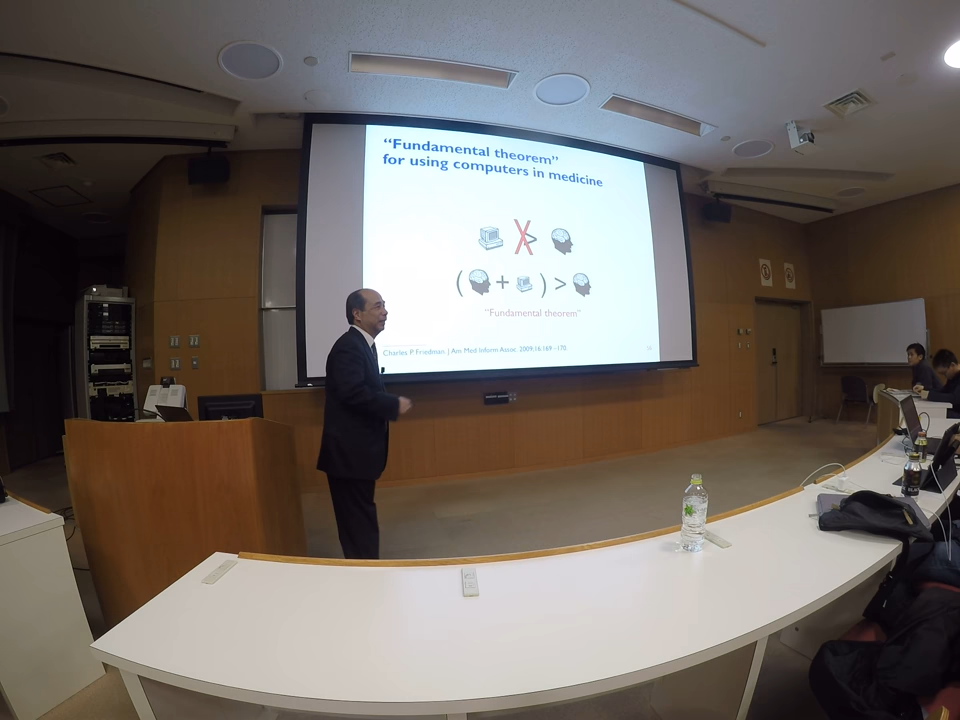 “Fundamental theorem”
for using computers in medicine
( + ) >
“Fundamental theorem”
Charles P Friedman J Am Med Inform Assoc. 2009;16:169 -170.